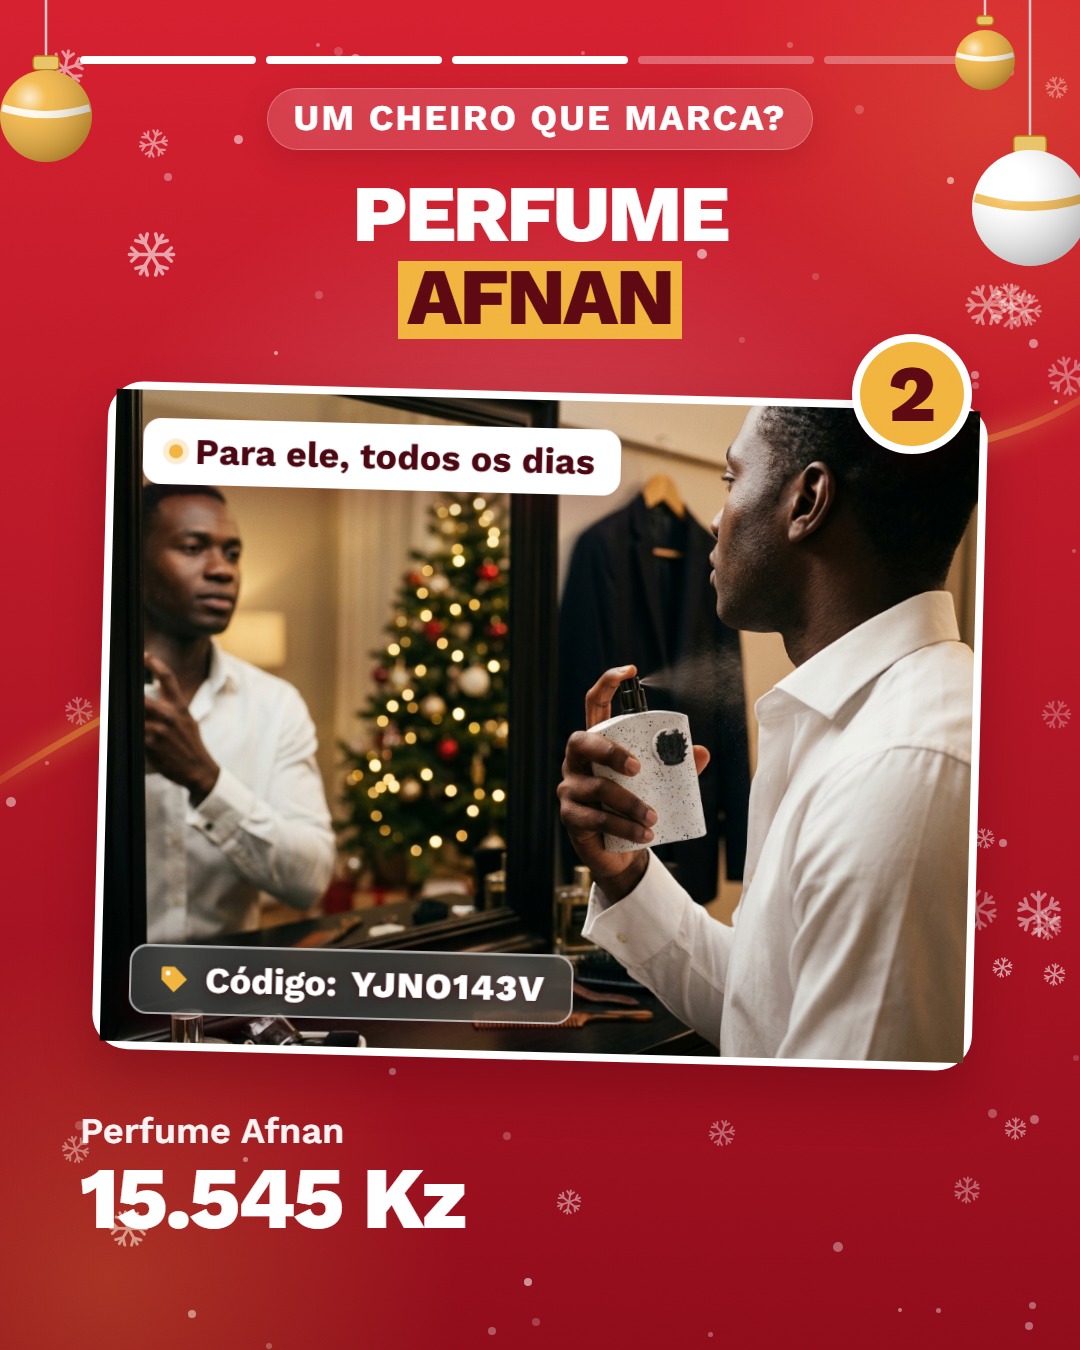 UM CHEIRO QUE MARCA?
PERFUME
AFNAN
2
Para ele, todos os dias
Código: YJNO143V
Perfume Afnan
15.545 Kz